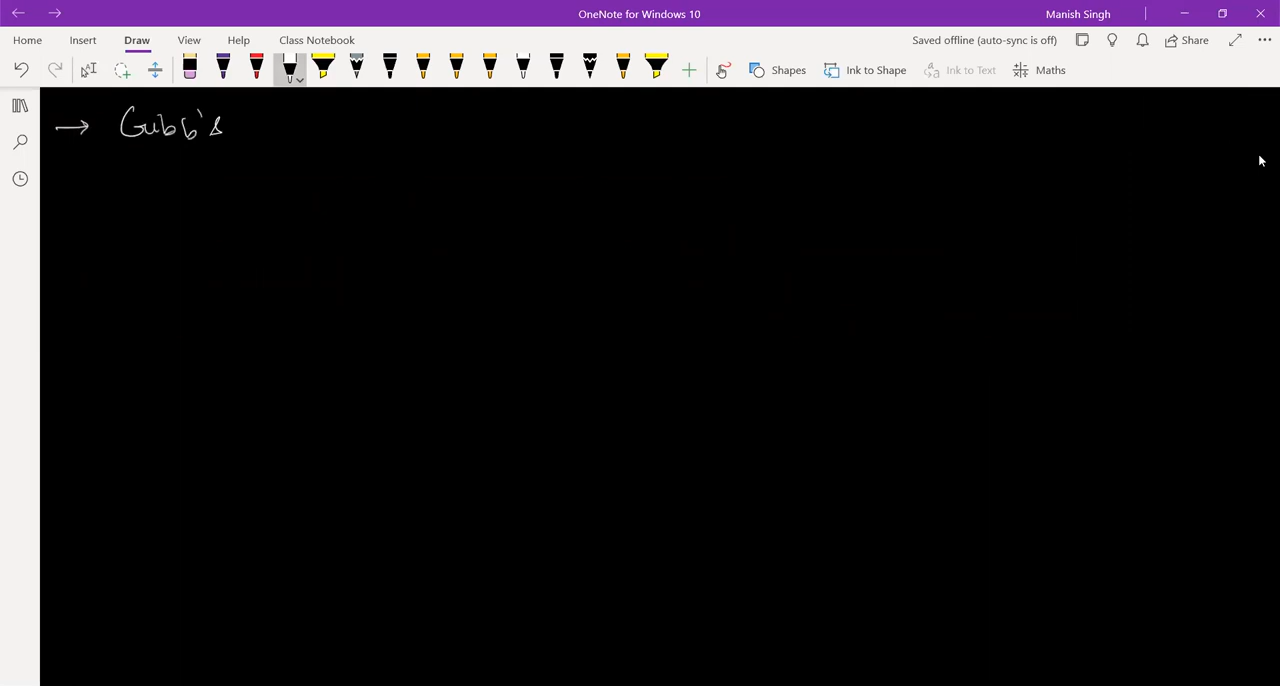 OneNote for Windows 10
Manish Singh
Home Insert Draw View Help Class Notebook
Saved offline (auto-sync is off)
Share
Shapes
Ink to Shape
Ink to Text
Maths
→ Gibb's